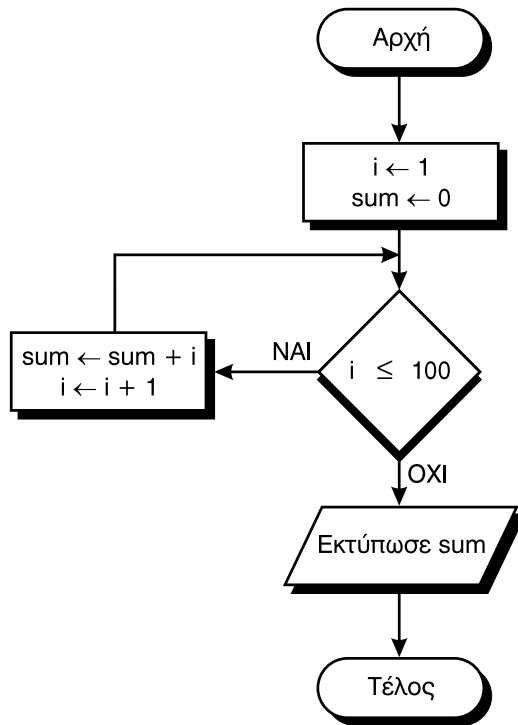 Αρχή
i ← 1
sum ← 0
sum ← sum + i
i ← i + 1
ΝΑΙ
i ≤ 100
ΟΧΙ
Εκτύπωσε sum
Τέλος